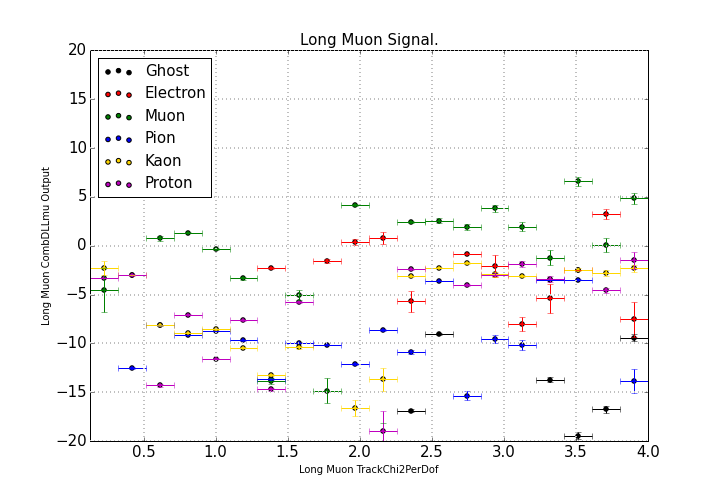 Long Muon Signal.
20
15
10
5
0
−5
−10
−15
−20
Long Muon CombDLLmu Output
Ghost
Electron
Muon
Pion
Kaon
Proton
0.5 1.0 1.5 2.0 2.5 3.0 3.5 4.0
Long Muon TrackChi2PerDof